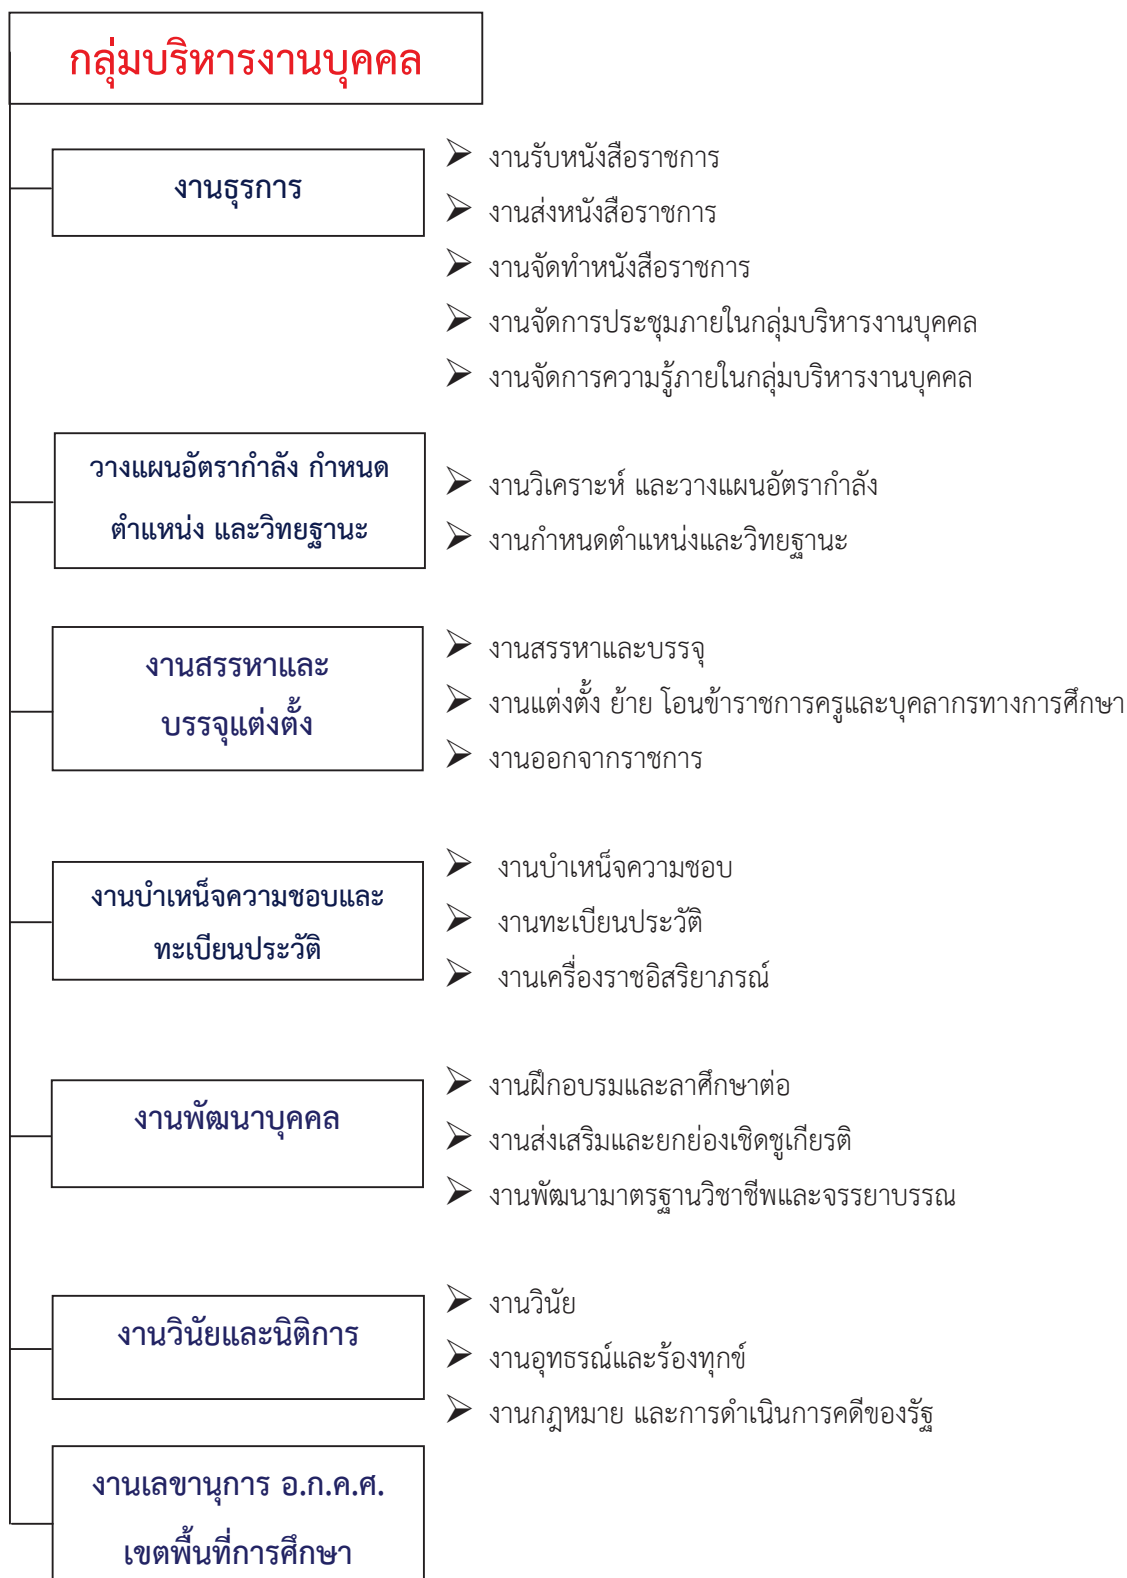 กลุ่มบริหารงานบุคคล
งานธุรการ
➢ งานรับหนังสือราชการ
➢ งานส่งหนังสือราชการ
➢ งานจัดทำหนังสือราชการ
➢ งานจัดการประชุมภายในกลุ่มบริหารงานบุคคล
➢ งานจัดการความรู้ภายในกลุ่มบริหารงานบุคคล
วางแผนอัตรากำลัง กำหนด
ตำแหน่ง และวิทยฐานะ
➢ งานวิเคราะห์ และวางแผนอัตรากำลัง
➢ งานกำหนดตำแหน่งและวิทยฐานะ
งานสรรหาและ
บรรจุแต่งตั้ง
➢ งานสรรหาและบรรจุ
➢ งานแต่งตั้ง ย้าย โอนข้าราชการครูและบุคลากรทางการศึกษา
➢ งานออกจากราชการ
งานบำเหน็จความชอบและ
ทะเบียนประวัติ
➢ งานบำเหน็จความชอบ
➢ งานทะเบียนประวัติ
➢ งานเครื่องราชอิสริยาภรณ์
งานพัฒนาบุคคล
➢ งานฝึกอบรมและลาศึกษาต่อ
➢ งานส่งเสริมและยกย่องเชิดชูเกียรติ
➢ งานพัฒนามาตรฐานวิชาชีพและจรรยาบรรณ
งานวินัยและนิติการ
➢ งานวินัย
➢ งานอุทธรณ์และร้องทุกข์
➢ งานกฎหมาย และการดำเนินการคดีของรัฐ
งานเลขานุการ อ.ก.ค.ศ.
เขตพื้นที่การศึกษา